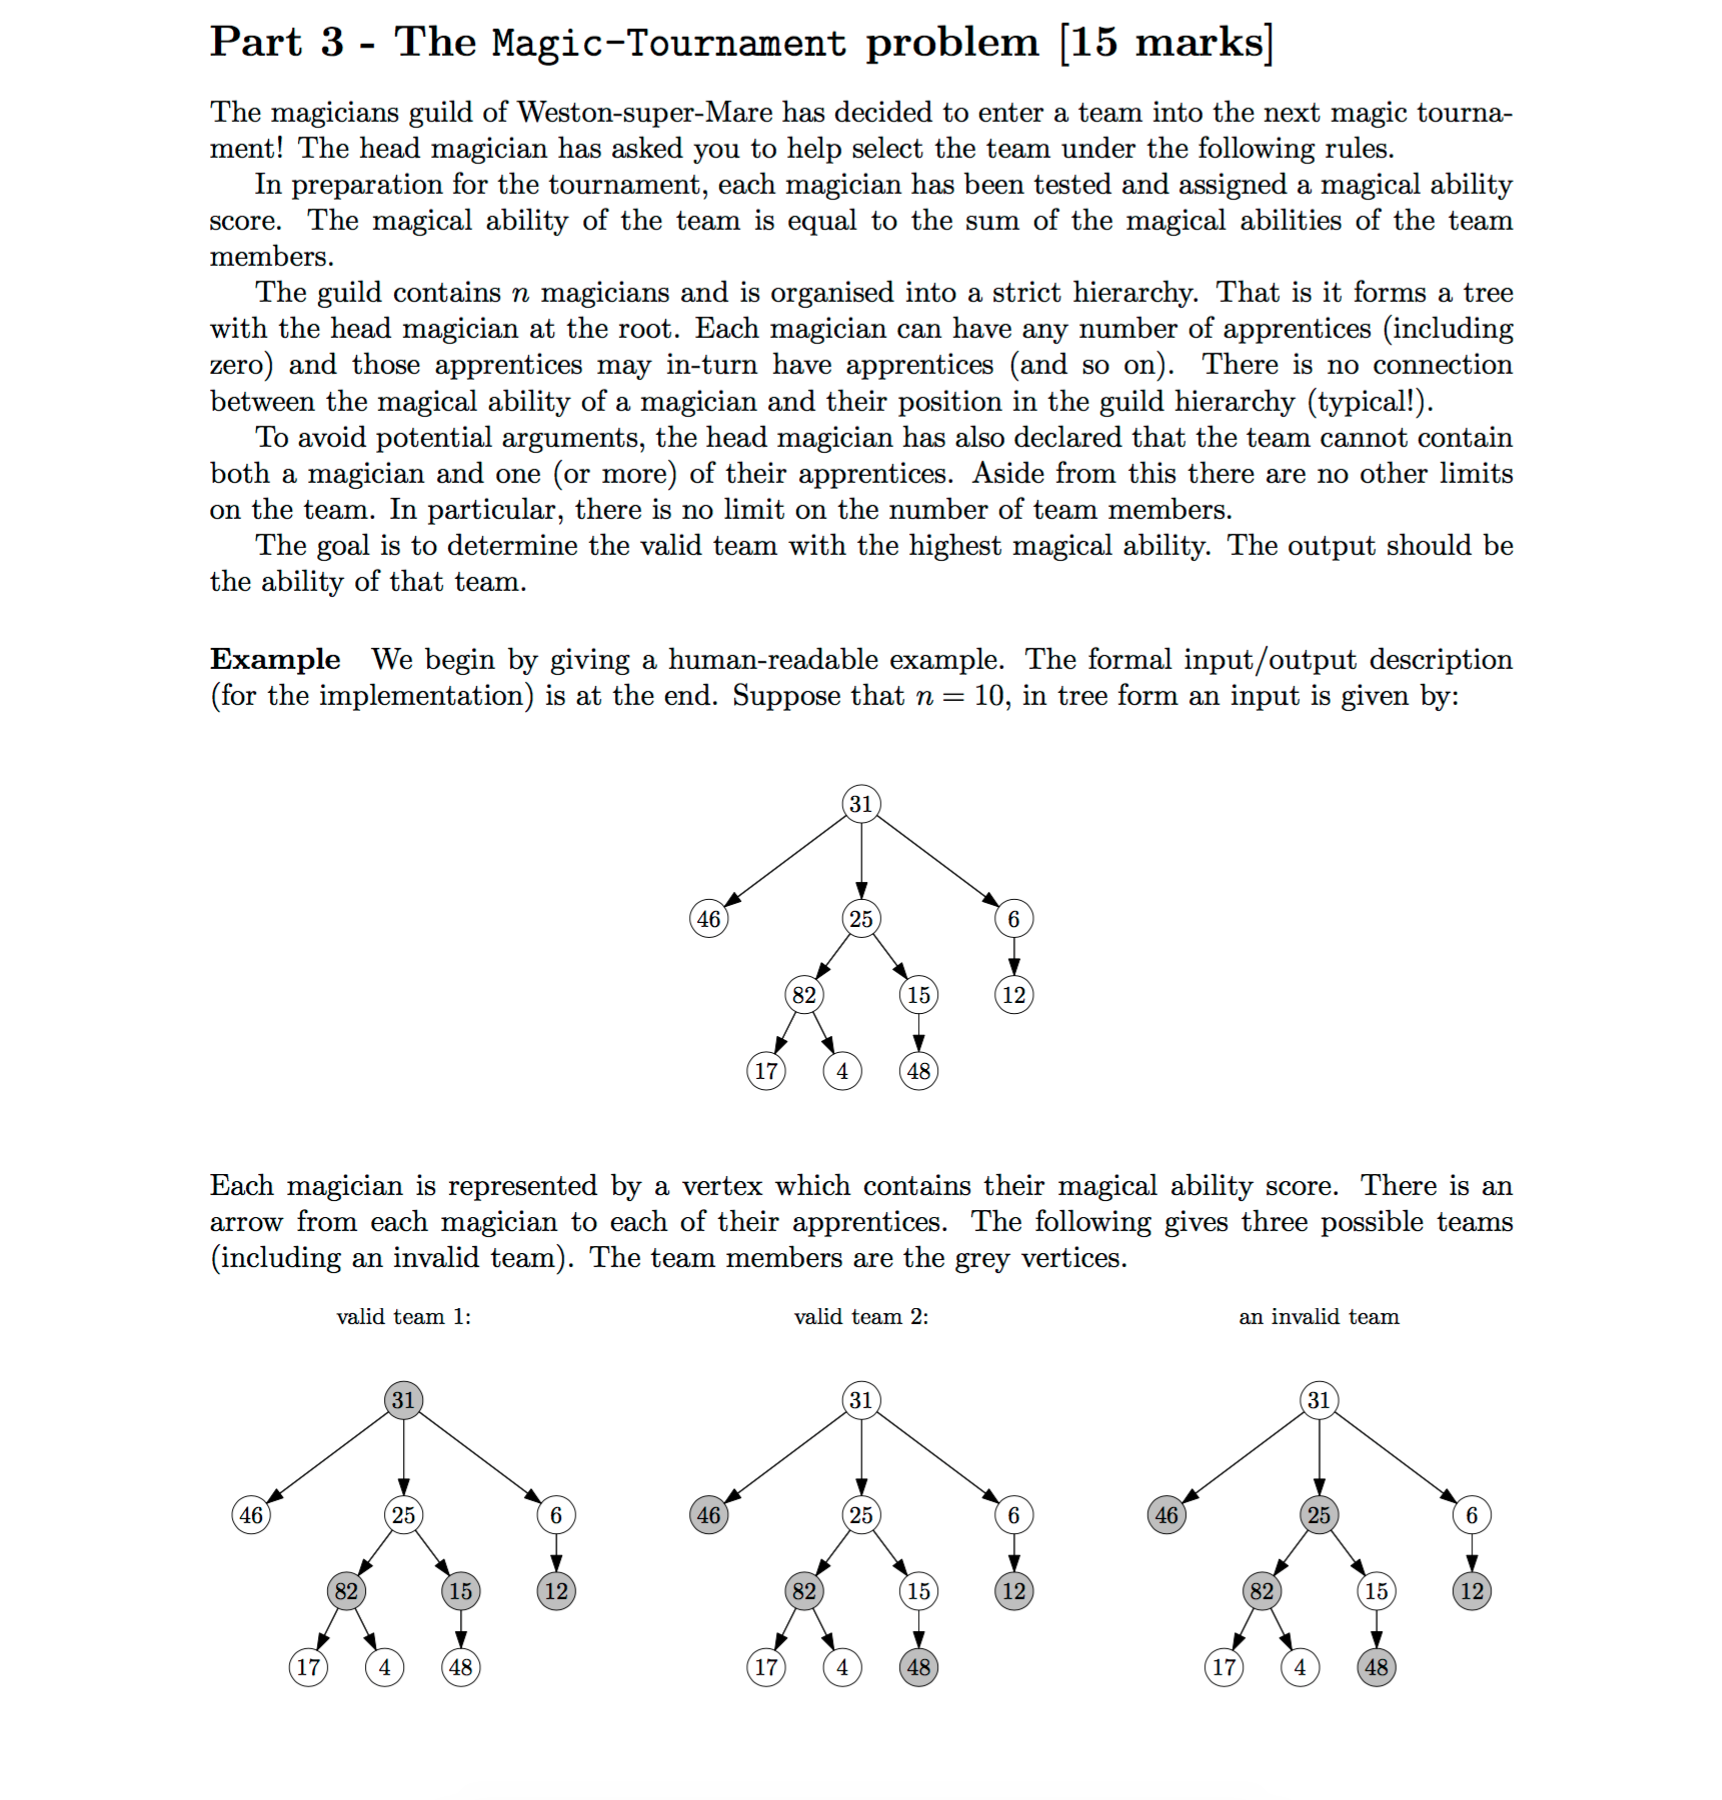 Part 3 - The Magic-Tournament problem [15 marks]
The magicians guild of Weston-super-Mare has decided to enter a team into the next magic tourna-
ment! The head magician has asked you to help select the team under the following rules.
In preparation for the tournament, each magician has been tested and assigned a magical ability
score. The magical ability of the team is equal to the sum of the magical abilities of the team
members.
The guild contains n magicians and is organised into a strict hierarchy. That is it forms a tree
with the head magician at the root. Each magician can have any number of apprentices (including
zero) and those apprentices may in-turn have apprentices (and so on). There is no connection
between the magical ability of a magician and their position in the guild hierarchy (typical!).
To avoid potential arguments, the head magician has also declared that the team cannot contain
both a magician and one (or more) of their apprentices. Aside from this there are no other limits
on the team. In particular, there is no limit on the number of team members.
The goal is to determine the valid team with the highest magical ability. The output should be
the ability of that team.
Example We begin by giving a human-readable example. The formal input/output description
(for the implementation) is at the end. Suppose that n = 10, in tree form an input is given by:
31
46 25 6
82 15 12
17 4 48
Each magician is represented by a vertex which contains their magical ability score. There is an
arrow from each magician to each of their apprentices. The following gives three possible teams
(including an invalid team). The team members are the grey vertices.
valid team 1: valid team 2: an invalid team
31 31 31
46 25 6 46 25 6 46 25 6
82 15 12 82 15 12 82 15 12
17 4 48 17 4 48 17 4 48